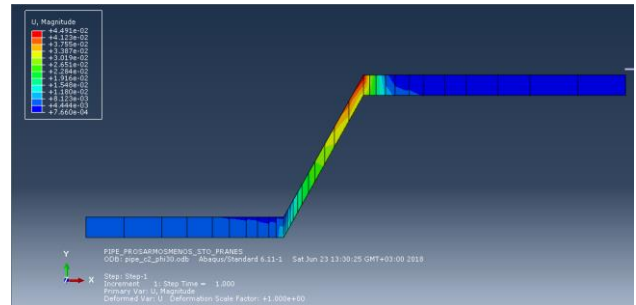 U, Magnitude
+4.491e-02
+4.123e-02
+3.755e-02
+3.387e-02
+3.019e-02
+2.651e-02
+2.284e-02
+1.916e-02
+1.548e-02
+1.180e-02
+8.123e-03
+4.444e-03
+7.660e-04
Y
X
PIPE_PROSARMOSMENOS_STO_PRANES
ODB: pipe_c2_phi30.odb Abaqus/Standard 6.11-1 Sat Jun 23 13:30:25 GMT+03:00 2018
Step: Step-1
Increment 1: Step Time = 1.000
Primary Var: U, Magnitude
Deformed Var: U Deformation Scale Factor: +1.000e+00